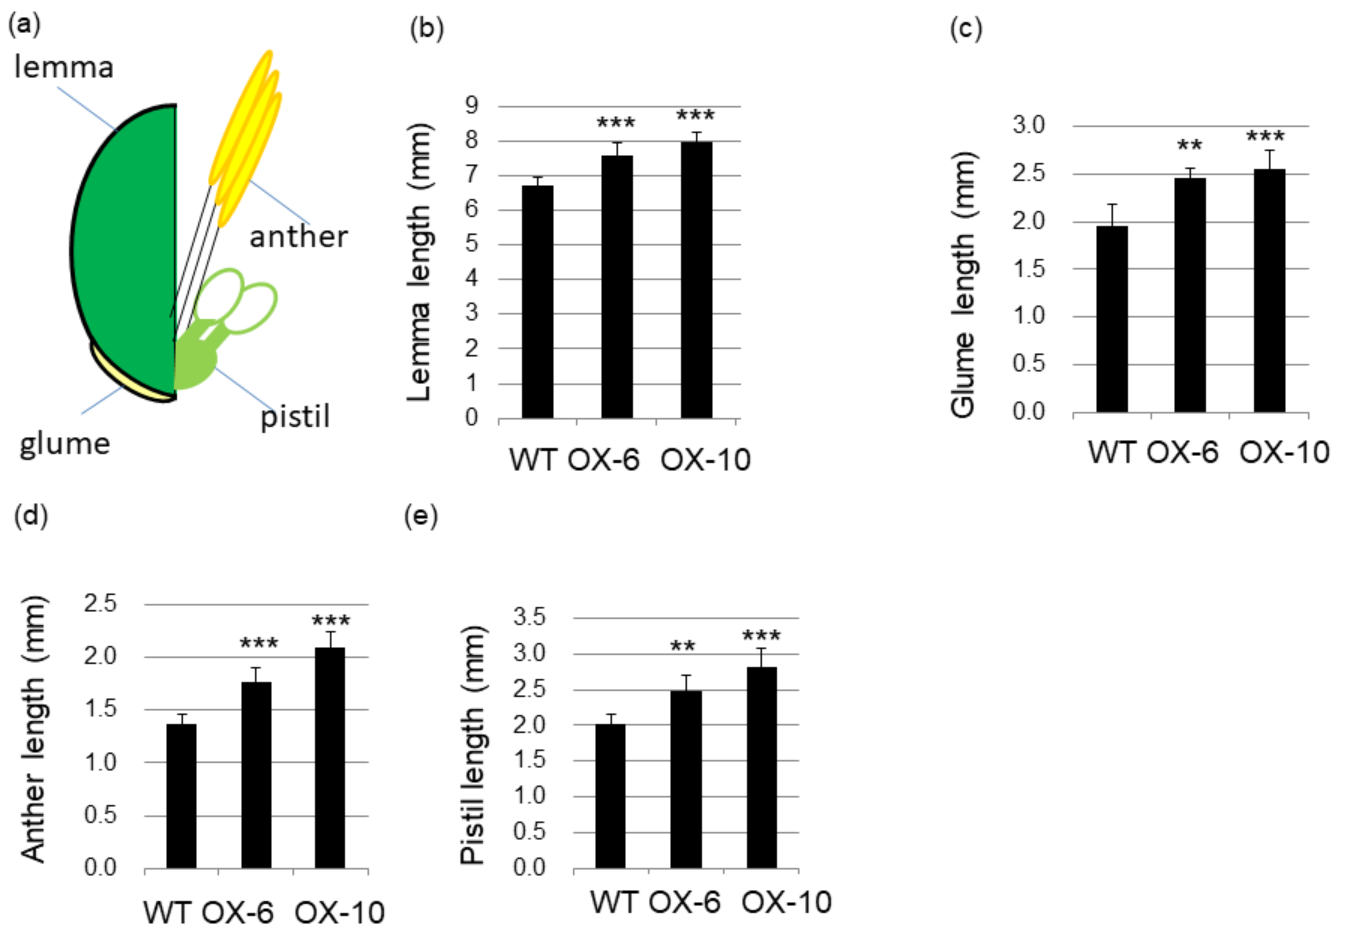 (a)
lemma
anther
pistil
glume
(b)
Lemma length (mm)
9
8
7
6
5
4
3
2
1
0
***
***
WT OX-6 OX-10
(c)
Glume length (mm)
3.0
2.5
2.0
1.5
1.0
0.5
0.0
**
***
WT OX-6 OX-10
(d)
Anther length (mm)
2.5
2.0
1.5
1.0
0.5
0.0
***
***
WT OX-6 OX-10
(e)
Pistil length (mm)
3.5
3.0
2.5
2.0
1.5
1.0
0.5
0.0
**
***
WT OX-6 OX-10